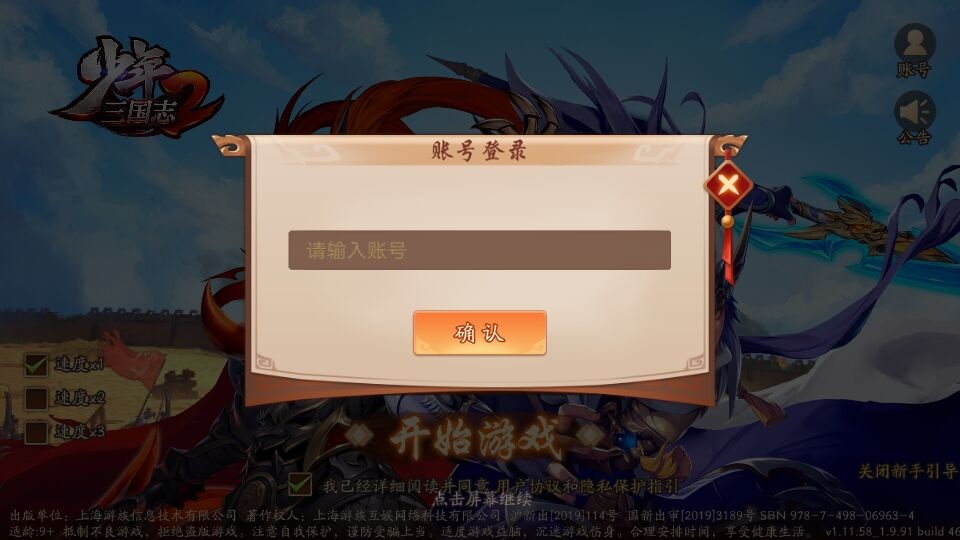 少年
三国志2
账号
公告
账号登录
请输入账号
确认
速度x1
速度x2
速度x3
开始游戏
关闭新手引导
我已经详细阅读并同意 用户协议和隐私保护指引
点击屏幕继续
出版单位：上海游族信息技术有限公司 著作权人：上海游族互娱网络科技有限公司 沪新出[2019]114号 国新出审[2019]3189号 SBN 978-7-498-06963-4
适龄:9+ 抵制不良游戏，拒绝盗版游戏。注意自我保护，谨防受骗上当。适度游戏益脑，沉迷游戏伤身。合理安排时间，享受健康生活。 v1.11.58_1.9.91 build 46